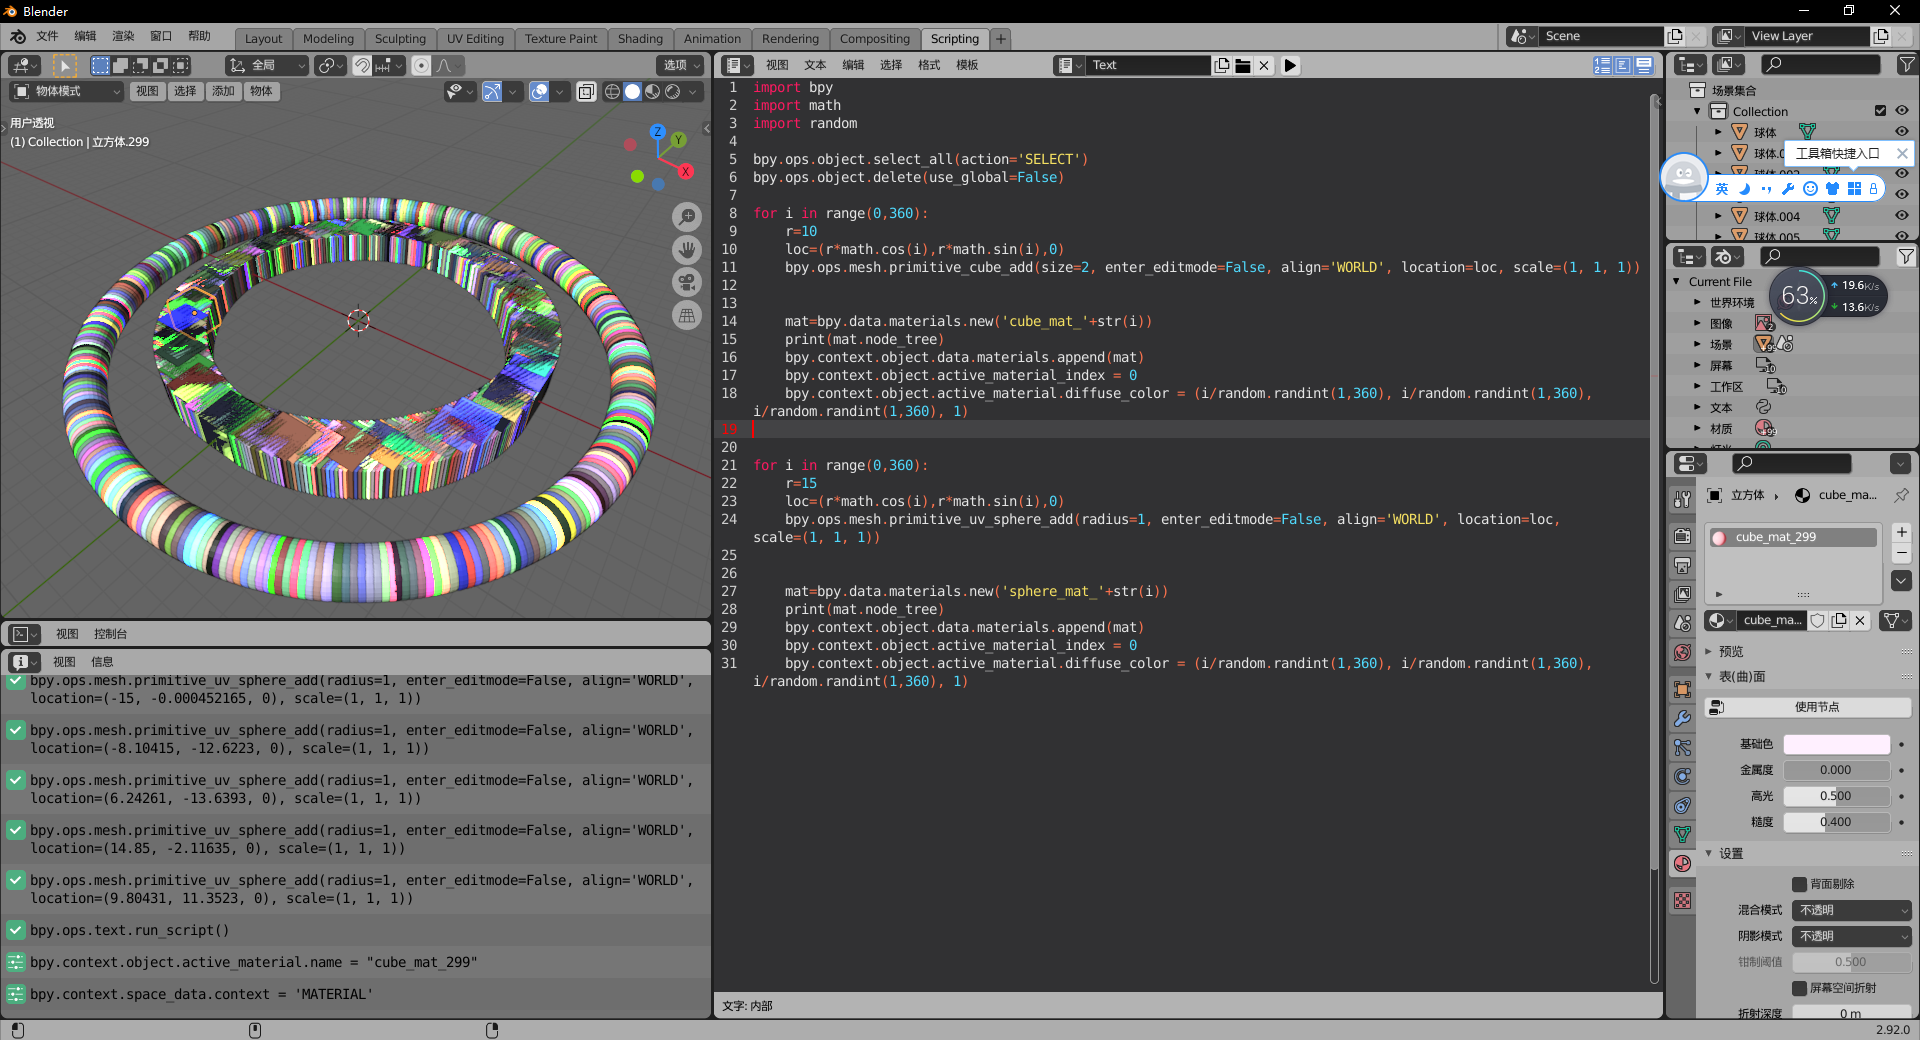 Blender
文件 编辑 渲染 窗口 帮助 Layout Modeling Sculpting UV Editing Texture Paint Shading Animation Rendering Compositing Scripting + Scene View Layer
全局 选项
物体模式 视图 选择 添加 物体
用户透视
(1) Collection | 立方体.299
Z
Y
X
视图 文本 编辑 选择 格式 模板 Text
1 import bpy
2 import math
3 import random
4
5 bpy.ops.object.select_all(action='SELECT')
6 bpy.ops.object.delete(use_global=False)
7
8 for i in range(0,360):
9 r=10
10 loc=(r*math.cos(i),r*math.sin(i),0)
11 bpy.ops.mesh.primitive_cube_add(size=2, enter_editmode=False, align='WORLD', location=loc, scale=(1, 1, 1))
12
13
14 mat=bpy.data.materials.new('cube_mat_'+str(i))
15 print(mat.node_tree)
16 bpy.context.object.data.materials.append(mat)
17 bpy.context.object.active_material_index = 0
18 bpy.context.object.active_material.diffuse_color = (i/random.randint(1,360), i/random.randint(1,360),
i/random.randint(1,360), 1)
19
20
21 for i in range(0,360):
22 r=15
23 loc=(r*math.cos(i),r*math.sin(i),0)
24 bpy.ops.mesh.primitive_uv_sphere_add(radius=1, enter_editmode=False, align='WORLD', location=loc,
scale=(1, 1, 1))
25
26
27 mat=bpy.data.materials.new('sphere_mat_'+str(i))
28 print(mat.node_tree)
29 bpy.context.object.data.materials.append(mat)
30 bpy.context.object.active_material_index = 0
31 bpy.context.object.active_material.diffuse_color = (i/random.randint(1,360), i/random.randint(1,360),
i/random.randint(1,360), 1)
文字: 内部
视图 控制台
视图 信息
bpy.ops.mesh.primitive_uv_sphere_add(radius=1, enter_editmode=False, align='WORLD',
location=(-15, -0.000452165, 0), scale=(1, 1, 1))
bpy.ops.mesh.primitive_uv_sphere_add(radius=1, enter_editmode=False, align='WORLD',
location=(-8.10415, -12.6223, 0), scale=(1, 1, 1))
bpy.ops.mesh.primitive_uv_sphere_add(radius=1, enter_editmode=False, align='WORLD',
location=(6.24261, -13.6393, 0), scale=(1, 1, 1))
bpy.ops.mesh.primitive_uv_sphere_add(radius=1, enter_editmode=False, align='WORLD',
location=(14.85, -2.11635, 0), scale=(1, 1, 1))
bpy.ops.mesh.primitive_uv_sphere_add(radius=1, enter_editmode=False, align='WORLD',
location=(9.80431, 11.3523, 0), scale=(1, 1, 1))
bpy.ops.text.run_script()
bpy.context.object.active_material.name = "cube_mat_299"
bpy.context.space_data.context = 'MATERIAL'
场景集合
Collection
球体
球体.0
工具箱快捷入口
英
球体.004
球体.005
Current File
63% 19.6K/s
13.6K/s
世界环境
图像 2
场景
屏幕 10
工作区 10
文本
材质
立方体 cube_ma...
cube_mat_299
cube_ma...
预览
表(曲)面
使用节点
基础色
金属度 0.000
高光 0.500
糙度 0.400
设置
背面剔除
混合模式 不透明
阴影模式 不透明
钳制阈值 0.500
屏幕空间折射
折射深度 0 m
2.92.0